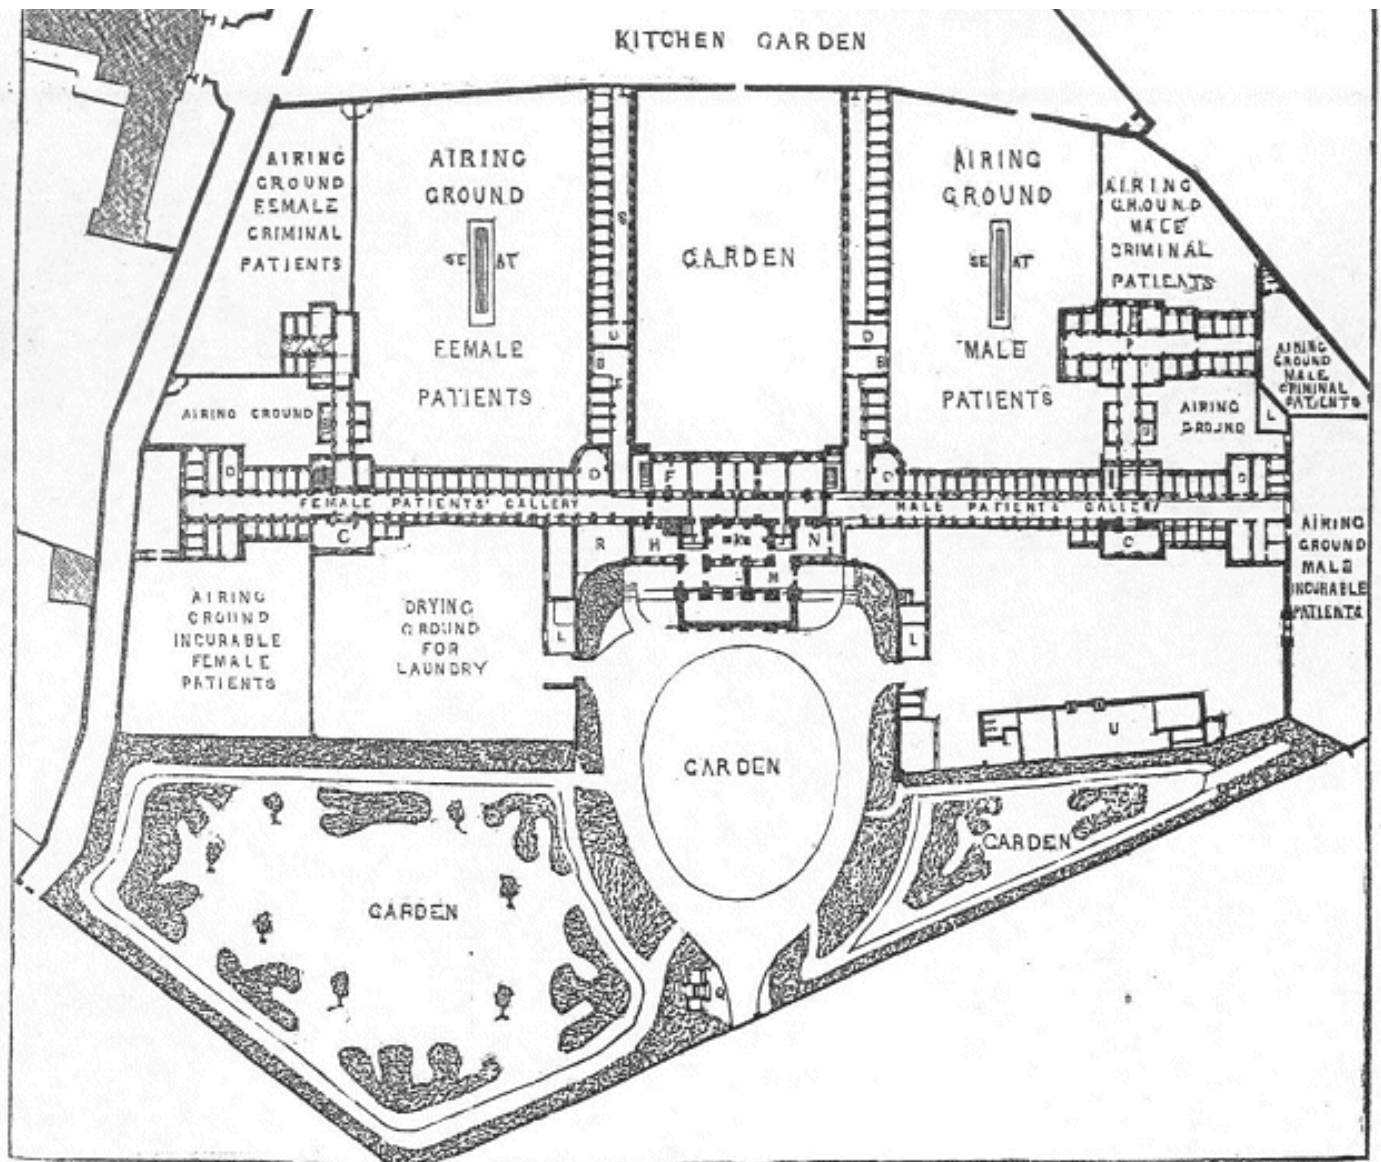 KITCHEN GARDEN
AIRING
GROUND
FEMALE
CRIMINAL
PATIENTS
AIRING
GROUND
SEAT
FEMALE
PATIENTS
S
GARDEN
AIRING
GROUND
SEAT
MALE
PATIENTS
AIRING
GROUND
MALE
CRIMINAL
PATIENTS
D
B
B
E
P
AIRING
GROUND
MALE
CRIMINAL
PATIENTS
L
AIRING GROUND
AIRING
GROUND
D
D
F
D
FEMALE PATIENTS' GALLERY
MALE PATIENTS' GALLERY
C
R
H
K
N
C
M
AIRING
GROUND
MALE
INCURABLE
PATIENTS
AIRING
GROUND
INCURABLE
FEMALE
PATIENTS
DRYING
GROUND
FOR
LAUNDRY
L
L
U
GARDEN
GARDEN
GARDEN
Q